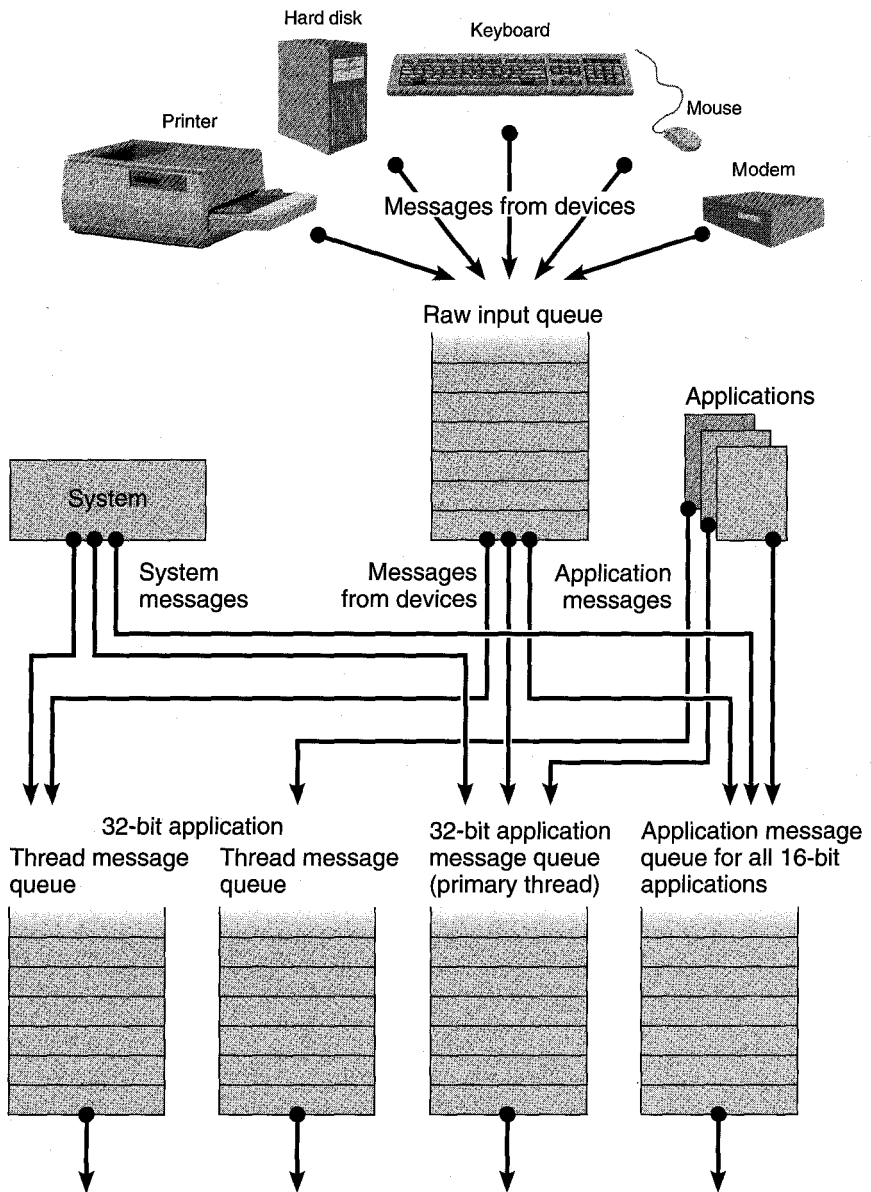 Hard disk
Keyboard
Mouse
Printer
Modem
Messages from devices
Raw input queue
Applications
System
System
messages
Messages
from devices
Application
messages
32-bit application
Thread message
queue
Thread message
queue
32-bit application
message queue
(primary thread)
Application message
queue for all 16-bit
applications